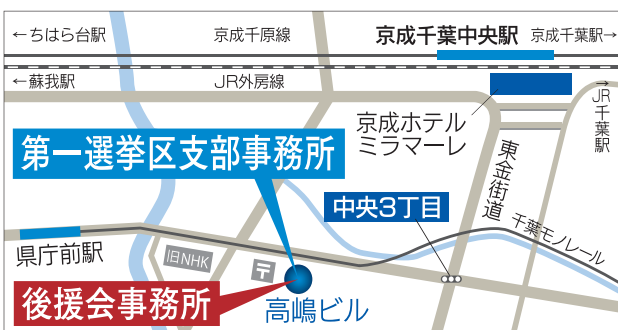 ←ちはら台駅
京成千原線
京成千葉中央駅
京成千葉駅→
←蘇我駅
JR外房線
→
JR千葉駅
京成ホテル
ミラマーレ
第一選挙区支部事務所
東金街道
中央3丁目
千葉モノレール
県庁前駅
旧NHK
〒
後援会事務所
高嶋ビル